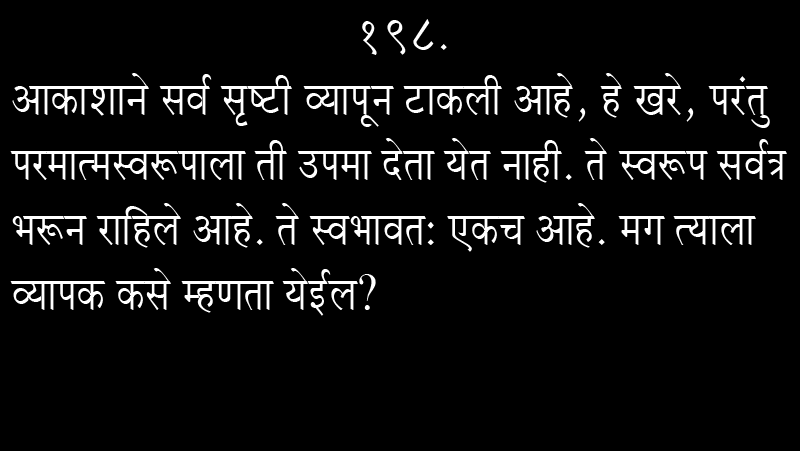 १९८.
आकाशाने सर्व सृष्टी व्यापून टाकली आहे, हे खरे, परंतु
परमात्मस्वरूपाला ती उपमा देता येत नाही. ते स्वरूप सर्वत्र
भरून राहिले आहे. ते स्वभावतः एकच आहे. मग त्याला
व्यापक कसे म्हणता येईल?